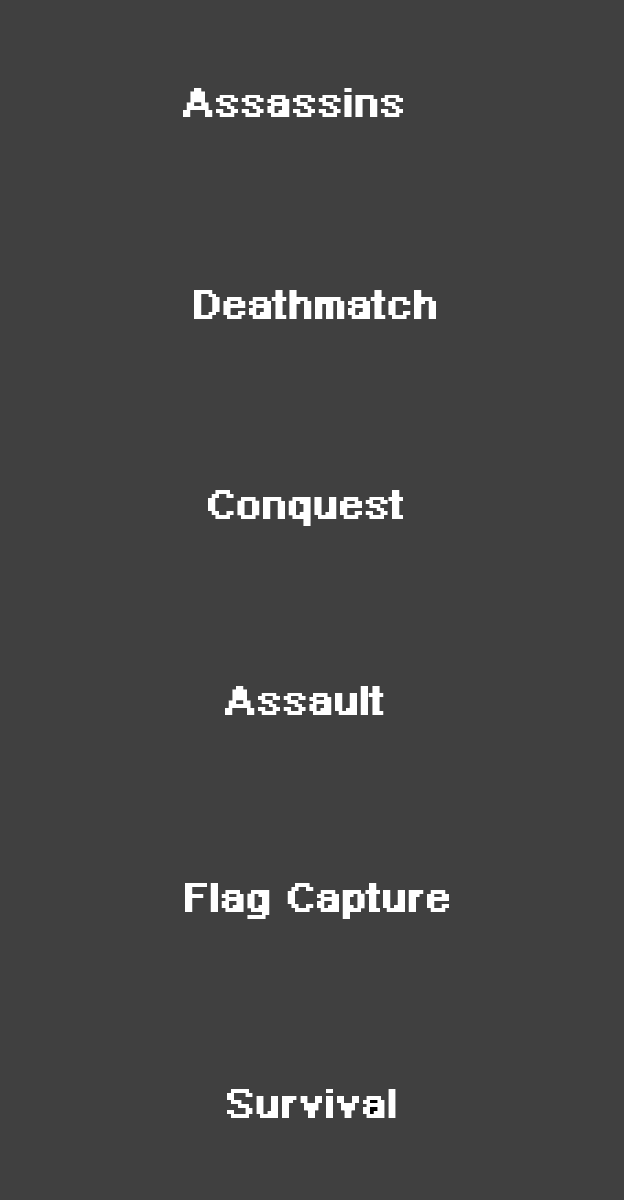 Assassins
Deathmatch
Conquest
Assault
Flag Capture
Survival